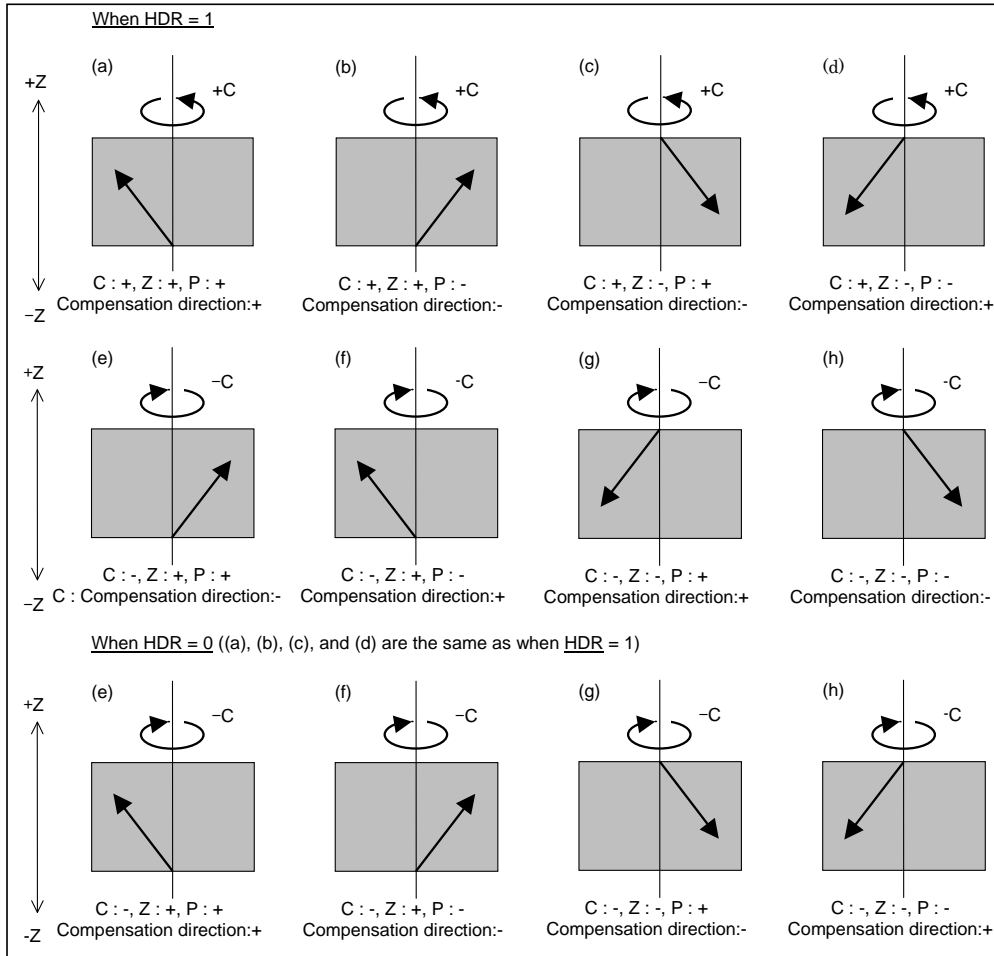 When HDR = 1
(a) (b) (c) (d)
+Z
+C +C +C +C
C : +, Z : +, P : + C : +, Z : +, P : - C : +, Z : -, P : + C : +, Z : -, P : -
−Z Compensation direction:+ Compensation direction:- Compensation direction:- Compensation direction:+
(e) (f) (g) (h)
+Z −C -C −C -C
C : -, Z : +, P : + C : -, Z : +, P : - C : -, Z : -, P : + C : -, Z : -, P : -
−Z C : Compensation direction:- Compensation direction:+ Compensation direction:+ Compensation direction:-
When HDR = 0 ((a), (b), (c), and (d) are the same as when HDR = 1)
(e) (f) (g) (h)
+Z −C −C −C -C
C : -, Z : +, P : + C : -, Z : +, P : - C : -, Z : -, P : + C : -, Z : -, P : -
-Z Compensation direction:+ Compensation direction:- Compensation direction:- Compensation direction:+